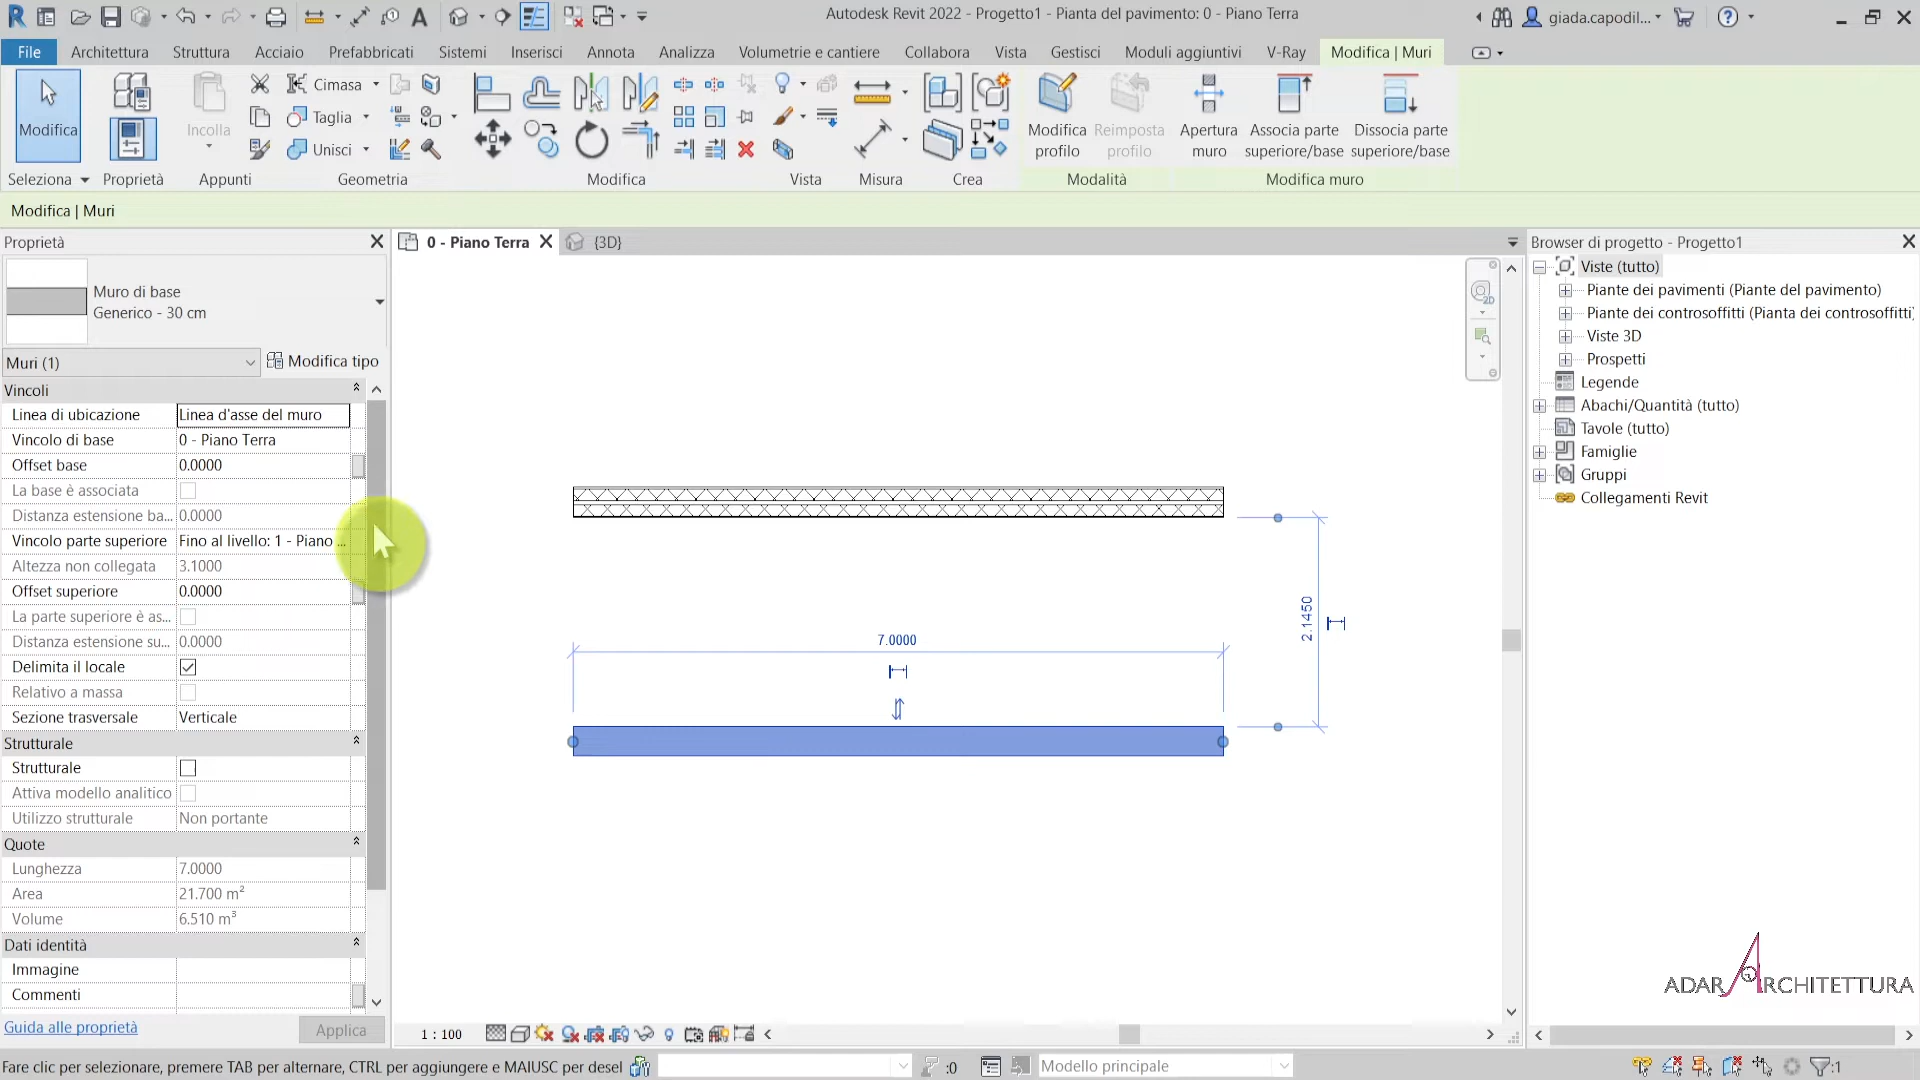 Autodesk Revit 2022 - Progetto1 - Pianta del pavimento: 0 - Piano Terra
giada.capodil...
File Architettura Struttura Acciaio Prefabbricati Sistemi Inserisci Annota Analizza Volumetrie e cantiere Collabora Vista Gestisci Moduli aggiuntivi V-Ray Modifica | Muri
Modifica
Incolla
Cimasa
Taglia
Unisci
Modifica profilo
Reimposta profilo
Apertura muro
Associa parte superiore/base
Dissocia parte superiore/base
Seleziona Proprietà Appunti Geometria Modifica Vista Misura Crea Modalità Modifica muro
Modifica | Muri
Proprietà
0 - Piano Terra
{3D}
Browser di progetto - Progetto1
Muro di base
Generico - 30 cm
Muri (1)
Modifica tipo
Vincoli
Linea di ubicazione Linea d'asse del muro
Vincolo di base 0 - Piano Terra
Offset base 0.0000
La base è associata
Distanza estensione ba... 0.0000
Vincolo parte superiore Fino al livello: 1 - Piano ...
Altezza non collegata 3.1000
Offset superiore 0.0000
La parte superiore è as...
Distanza estensione su... 0.0000
Delimita il locale
Relativo a massa
Sezione trasversale Verticale
Strutturale
Strutturale
Attiva modello analitico
Utilizzo strutturale Non portante
Quote
Lunghezza 7.0000
Area 21.700 m²
Volume 6.510 m³
Dati identità
Immagine
Commenti
Guida alle proprietà
Applica
2D
7.0000
2.1450
Viste (tutto)
Piante dei pavimenti (Piante del pavimento)
Piante dei controsoffitti (Pianta dei controsoffitti)
Viste 3D
Prospetti
Legende
Abachi/Quantità (tutto)
Tavole (tutto)
Famiglie
Gruppi
Collegamenti Revit
ADARARCHITETTURA
1 : 100
Fare clic per selezionare, premere TAB per alternare, CTRL per aggiungere e MAIUSC per desel
:0
Modello principale
:1